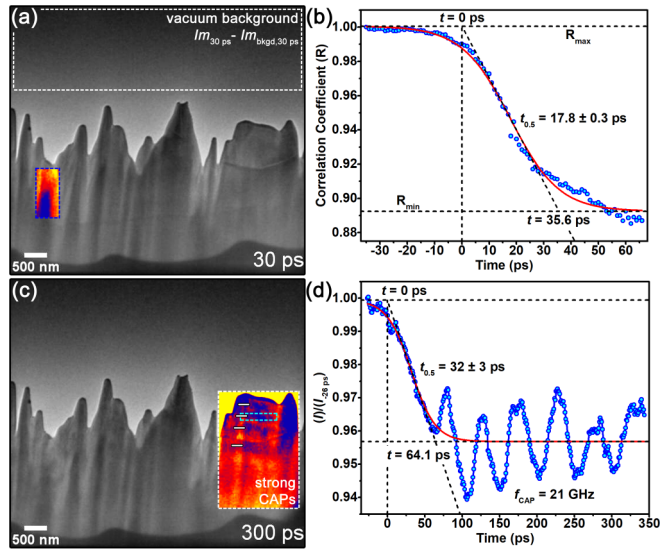 (a)
vacuum background
Im30 ps- Imbkgd,30 ps
500 nm
30 ps
(b)
1.00
0.98
0.96
0.94
0.92
0.90
0.88
Correlation Coefficient (R)
t = 0 ps
Rmax
t0.5 = 17.8 ± 0.3 ps
Rmin
t = 35.6 ps
-30 -20 -10 0 10 20 30 40 50 60
Time (ps)
(c)
strong
CAPs
500 nm
300 ps
(d)
1.00
0.99
0.98
0.97
0.96
0.95
0.94
⟨I⟩/⟨I-26 ps⟩
t = 0 ps
t0.5 = 32 ± 3 ps
t = 64.1 ps
fCAP = 21 GHz
0 50 100 150 200 250 300 350
Time (ps)